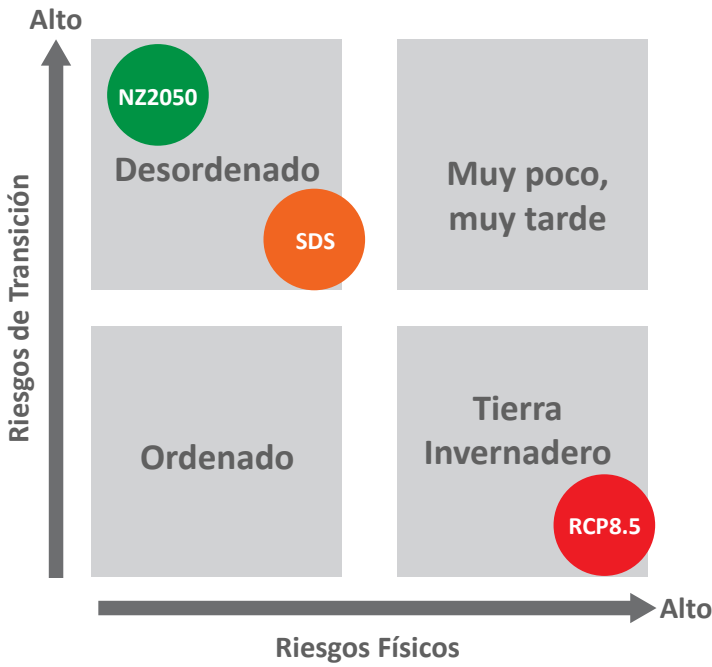 Alto
NZ2050
Desordenado
SDS
Muy poco,
muy tarde
Riesgos de Transición
Ordenado
Tierra
Invernadero
RCP8.5
Alto
Riesgos Físicos